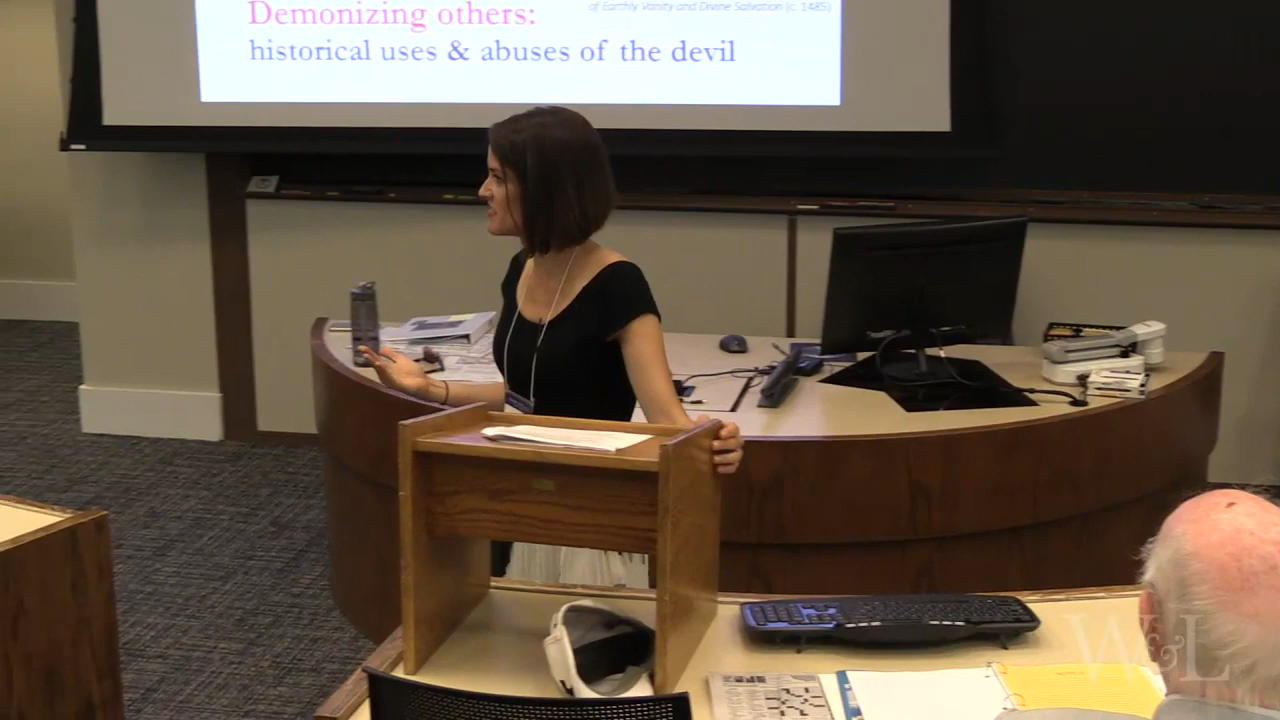 of Earthly Vanity and Divine Salvation (c. 1485)
Demonizing others:
historical uses & abuses of the devil
W&L